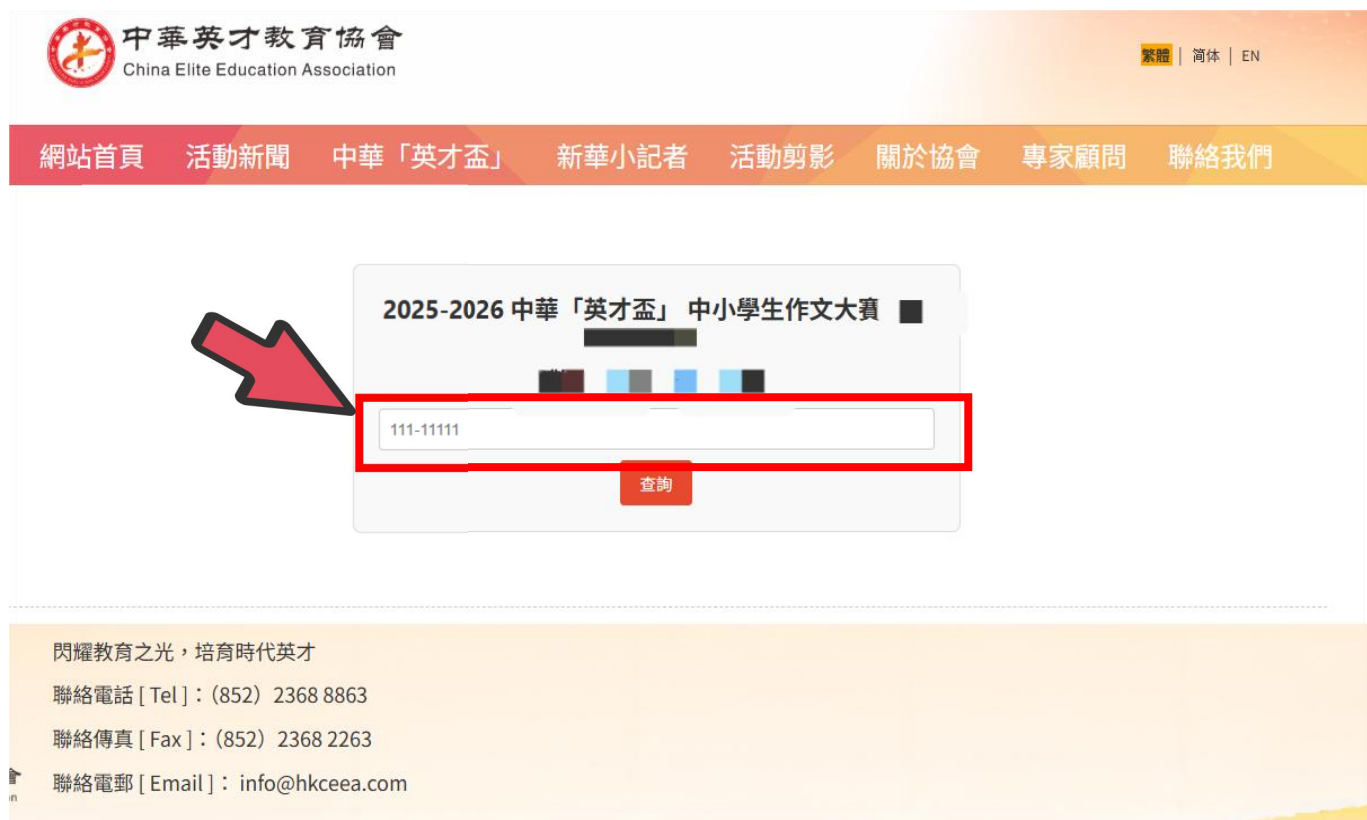 中華英才教育協會
China Elite Education Association
繁體 | 简体 | EN
網站首頁 活動新聞 中華「英才盃」 新華小記者 活動剪影 關於協會 專家顧問 聯絡我們
2025-2026 中華「英才盃」 中小學生作文大賽
111-11111
查詢
閃耀教育之光，培育時代英才
聯絡電話 [ Tel ]：（852）2368 8863
聯絡傳真 [ Fax ]：（852）2368 2263
聯絡電郵 [ Email ]： info@hkceea.com